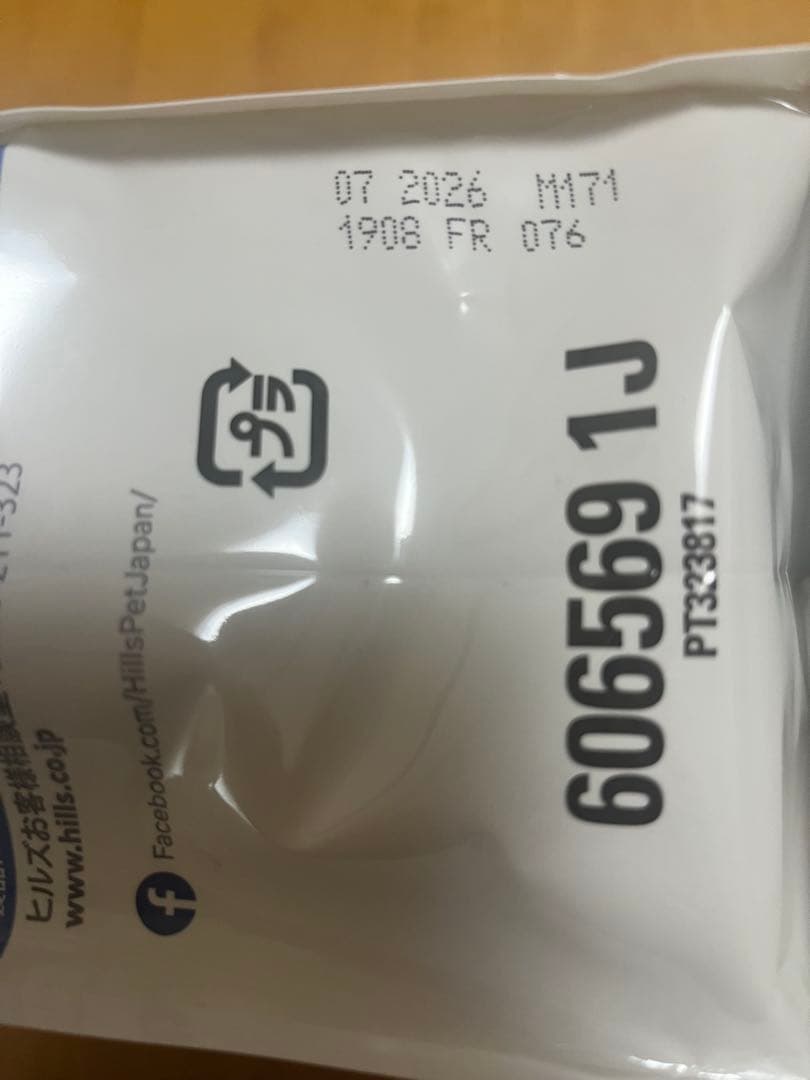 07 2026 M171
1908 FR 076
プラ
606569 1J
PT323817
ヒルズお客様相談室
www.hills.co.jp
Facebook.com/HillsPetJapan/